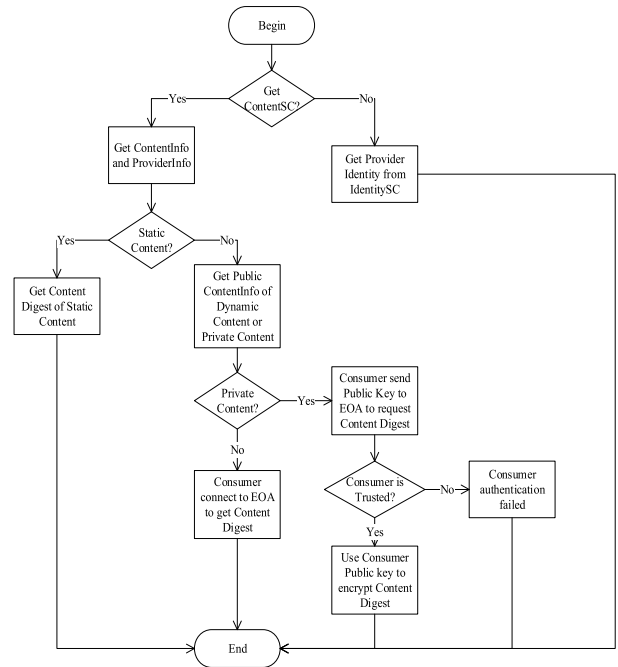 Begin
Get
ContentSC?
Yes
No
Get ContentInfo
and ProviderInfo
Get Provider
Identity from
IdentitySC
Static
Content?
Yes
No
Get Content
Digest of Static
Content
Get Public
ContentInfo of
Dynamic
Content or
Private Content
Private
Content?
Yes
Consumer send
Public Key to
EOA to request
Content Digest
No
Consumer
connect to EOA
to get Content
Digest
Consumer is
Trusted?
No
Consumer
authentication
failed
Yes
Use Consumer
Public key to
encrypt Content
Digest
End